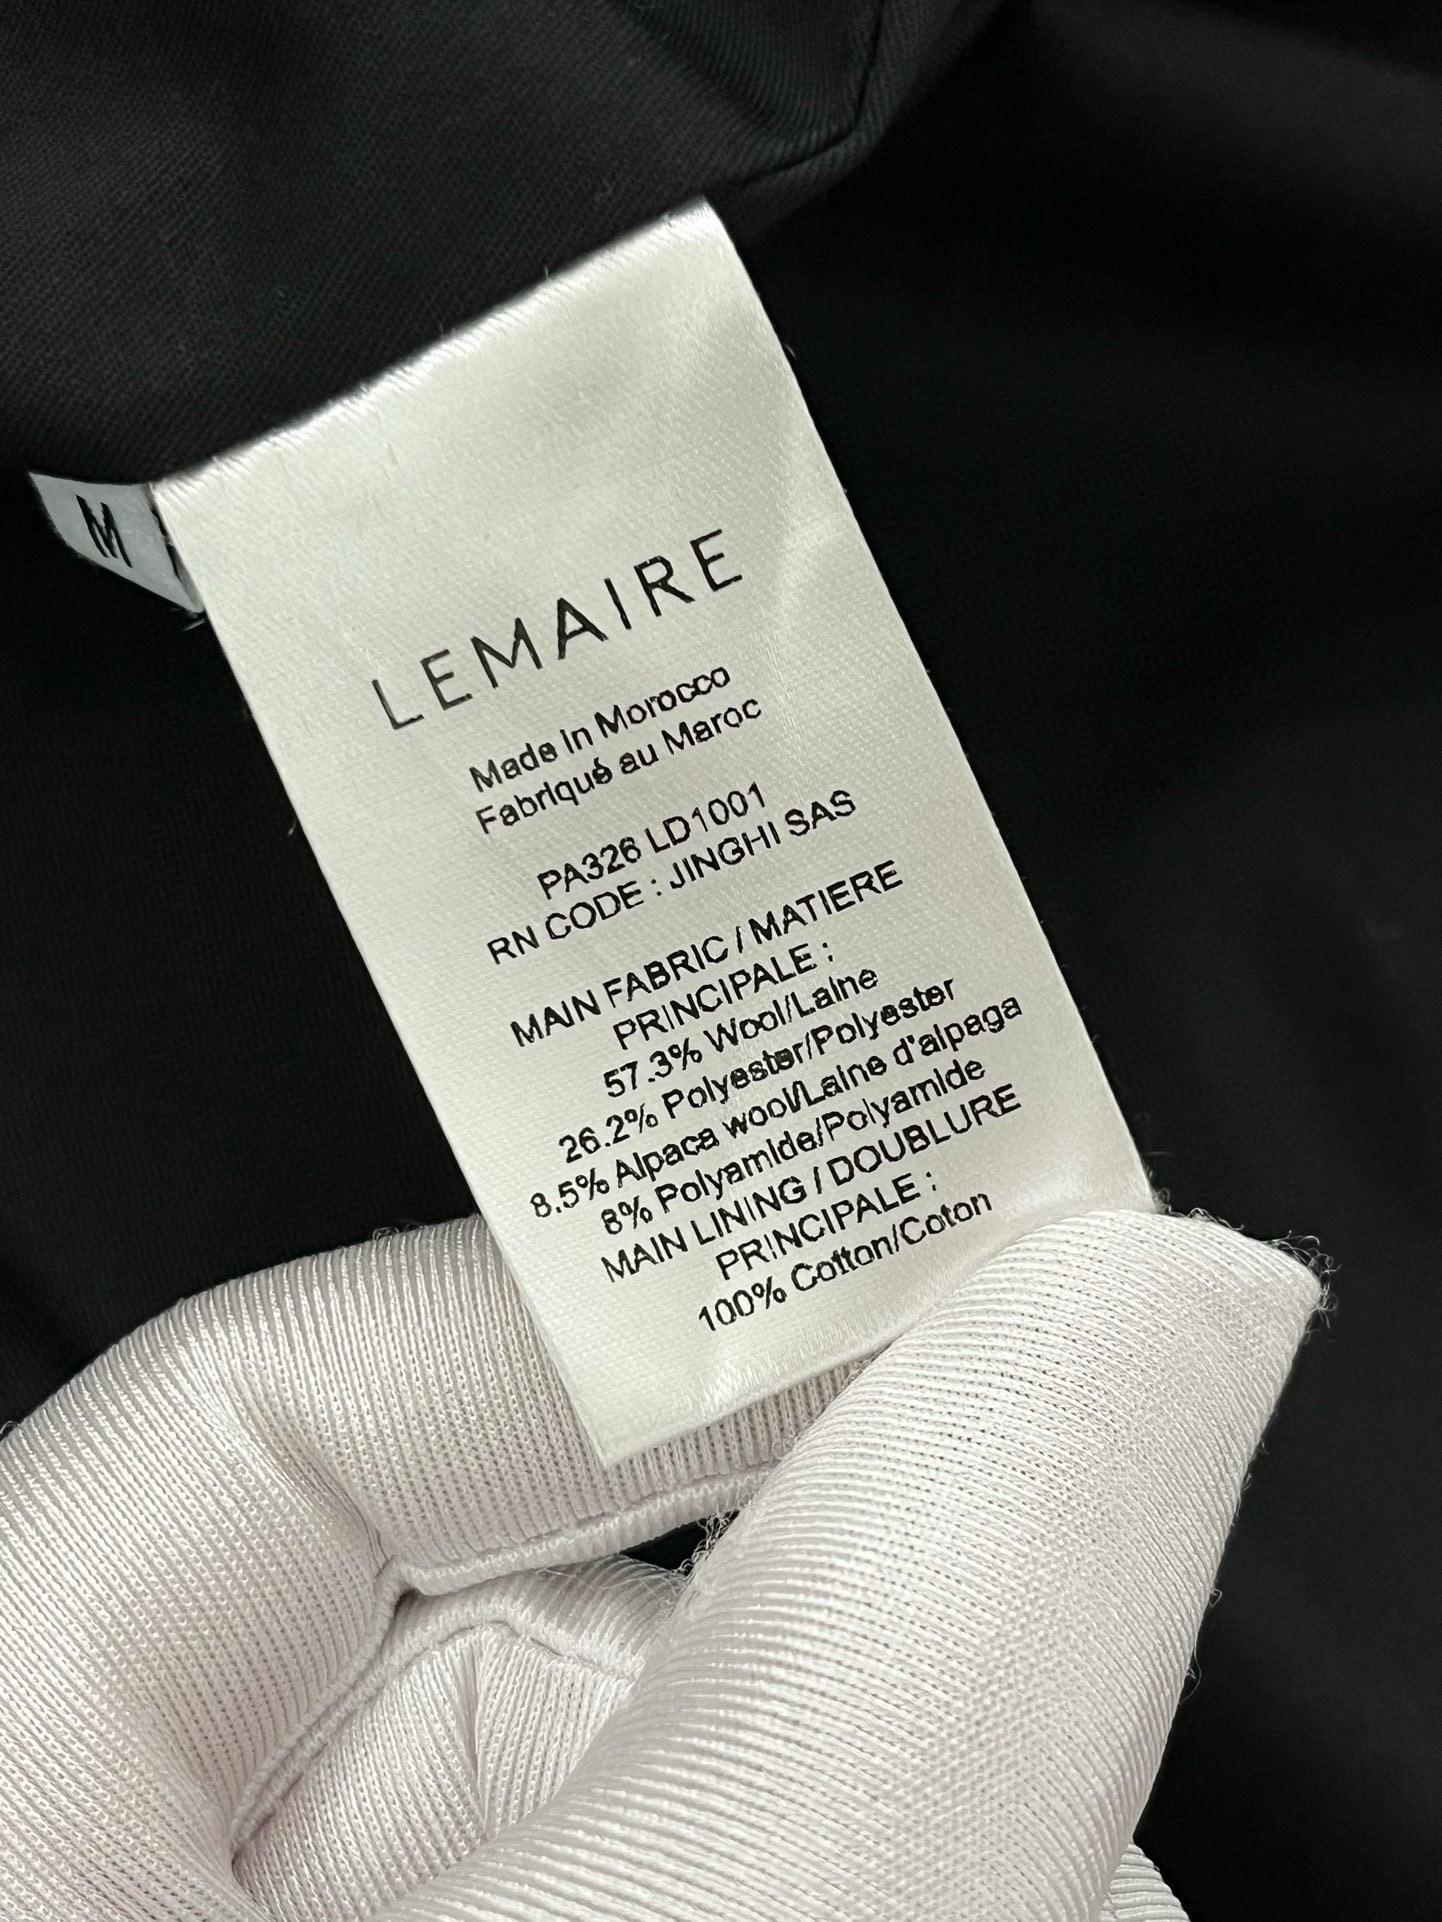 M
LEMAIRE
Made in Morocco
Fabriqué au Maroc
PA326 LD1001
RN CODE : JINGHI SAS
MAIN FABRIC / MATIERE
PRINCIPALE :
57.3% Wool/Laine
26.2% Polyester/Polyester
8.5% Alpaca wool/Laine d'alpaga
8% Polyamide/Polyamide
MAIN LINING / DOUBLURE
PRINCIPALE :
100% Cotton/Coton